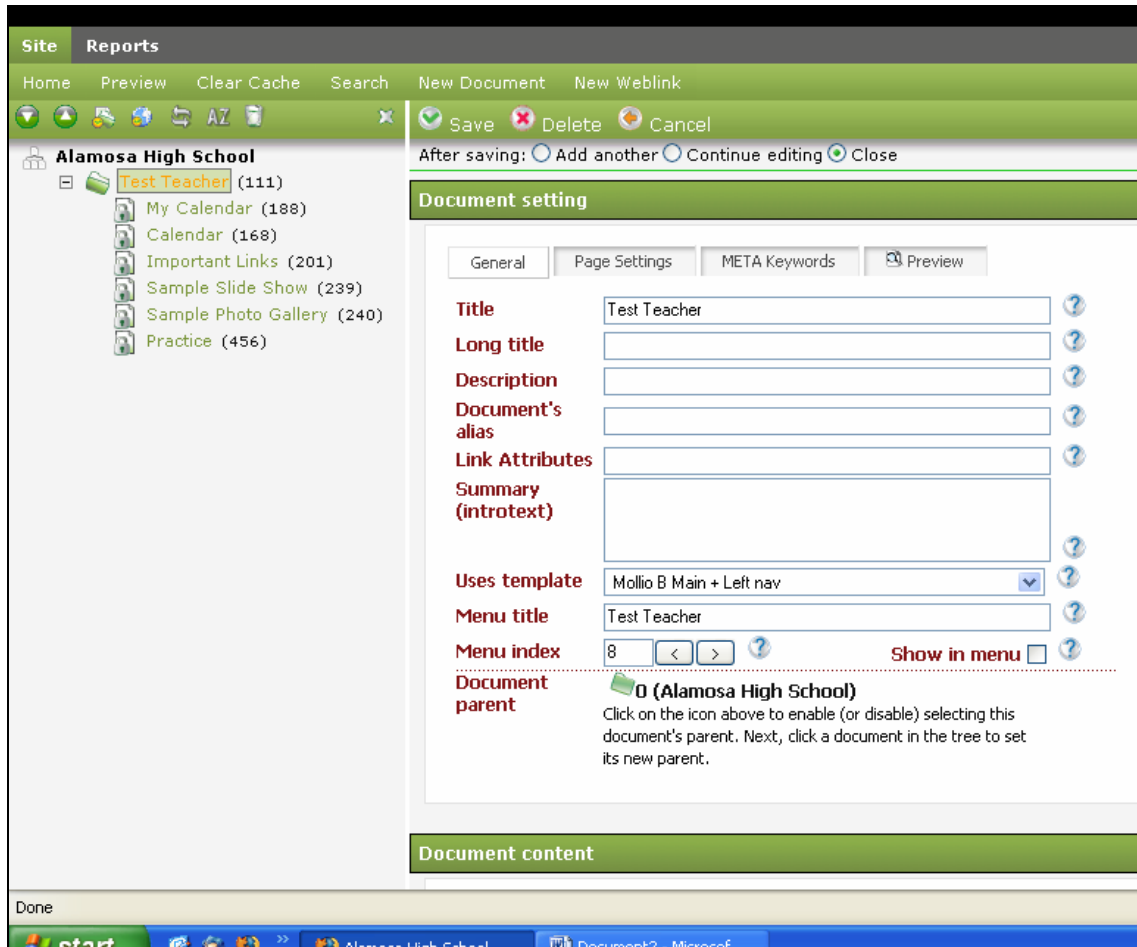 Site Reports
Home Preview Clear Cache Search New Document New Weblink
AZ
Save Delete Cancel
After saving: Add another Continue editing Close
Alamosa High School
Test Teacher (111)
My Calendar (188)
Calendar (168)
Important Links (201)
Sample Slide Show (239)
Sample Photo Gallery (240)
Practice (456)
Document setting
General Page Settings META Keywords Preview
Title Test Teacher
Long title
Description
Document's
alias
Link Attributes
Summary
(introtext)
Uses template Mollio B Main + Left nav
Menu title Test Teacher
Menu index 8 < > Show in menu
Document
parent
0 (Alamosa High School)
Click on the icon above to enable (or disable) selecting this
document's parent. Next, click a document in the tree to set
its new parent.
Document content
Done
start Alamosa High School Document2 - Microsof